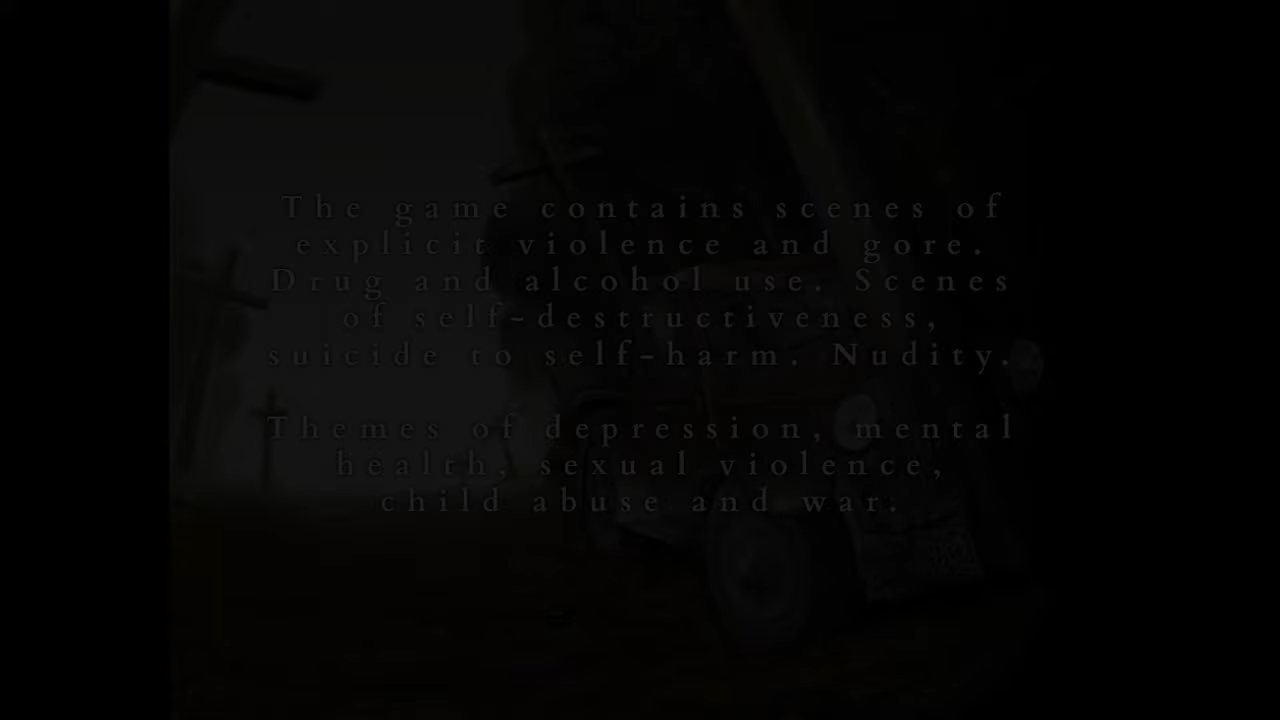 The game contains scenes of
explicit violence and gore.
Drug and alcohol use. Scenes
of self-destructiveness,
suicide to self-harm. Nudity.
Themes of depression, mental
health, sexual violence,
child abuse and war.